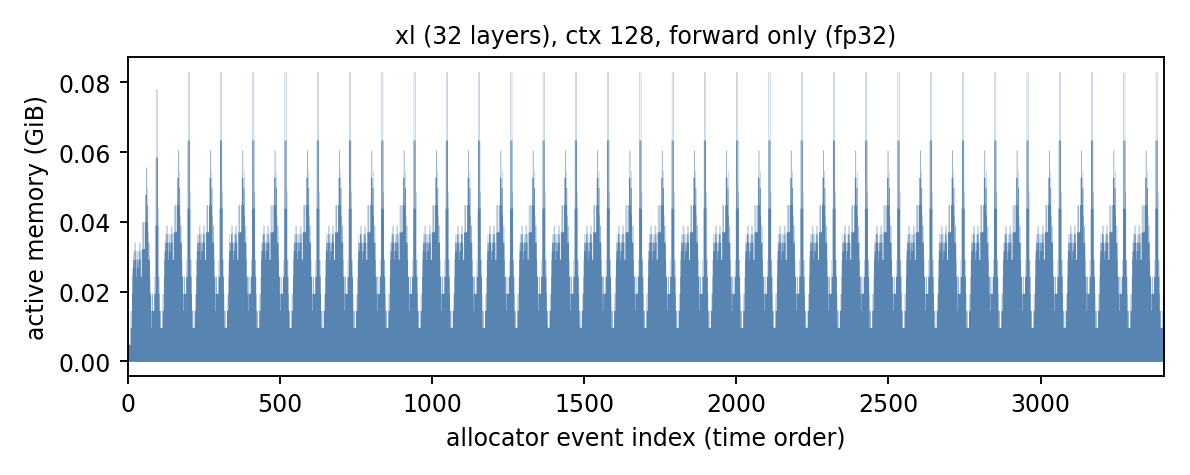 xl (32 layers), ctx 128, forward only (fp32)
active memory (GiB)
0.08
0.06
0.04
0.02
0.00
0 500 1000 1500 2000 2500 3000
allocator event index (time order)